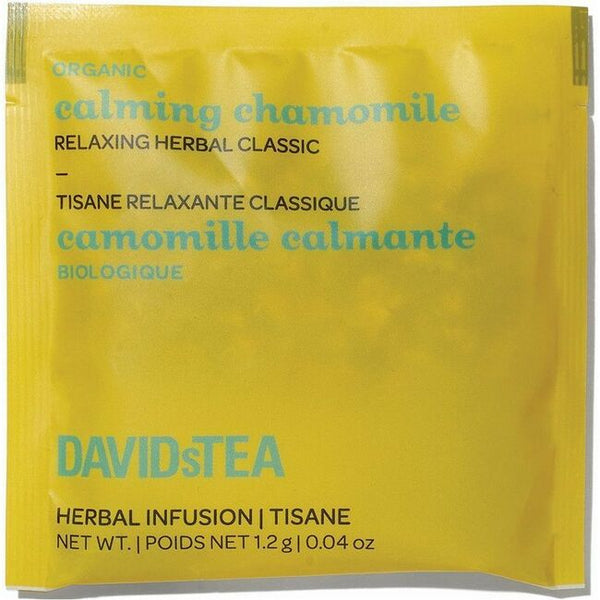 ORGANIC
calming chamomile
RELAXING HERBAL CLASSIC
–
TISANE RELAXANTE CLASSIQUE
camomille calmante
BIOLOGIQUE
DAVIDsTEA
HERBAL INFUSION | TISANE
NET WT. | POIDS NET 1.2 g | 0.04 oz